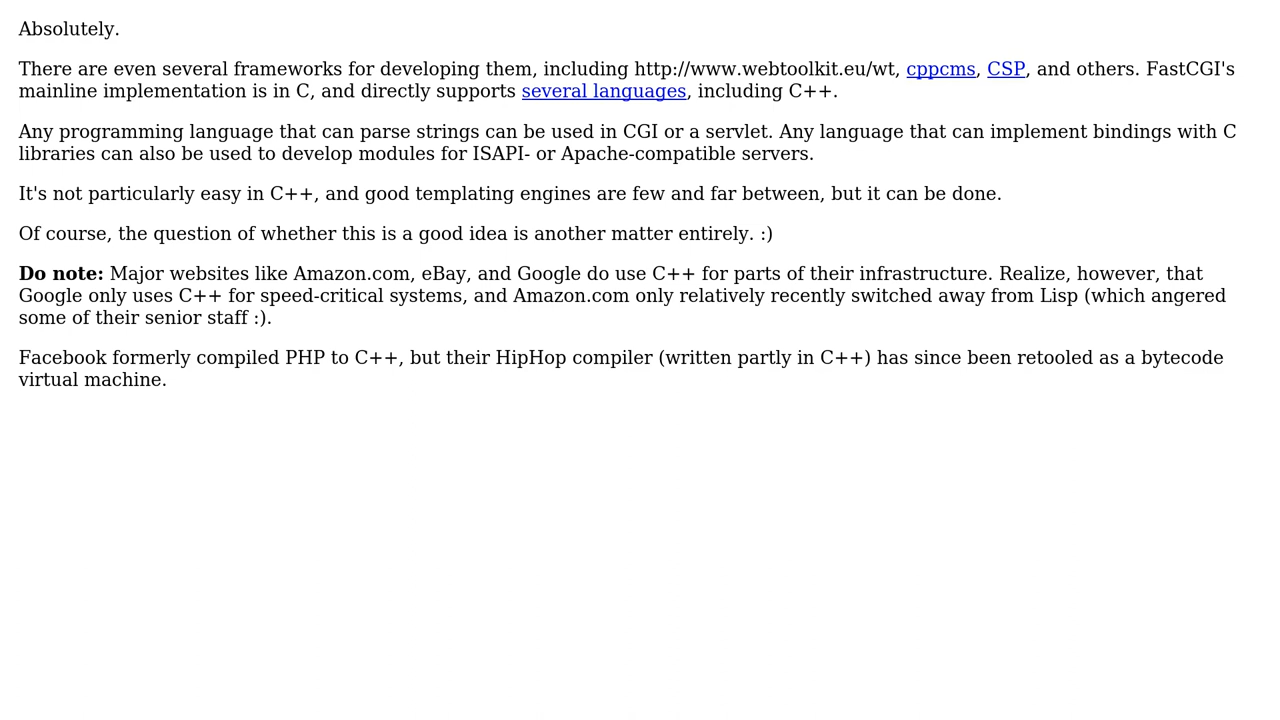 Absolutely.
There are even several frameworks for developing them, including http://www.webtoolkit.eu/wt, cppcms, CSP, and others. FastCGI's
mainline implementation is in C, and directly supports several languages, including C++.
Any programming language that can parse strings can be used in CGI or a servlet. Any language that can implement bindings with C
libraries can also be used to develop modules for ISAPI- or Apache-compatible servers.
It's not particularly easy in C++, and good templating engines are few and far between, but it can be done.
Of course, the question of whether this is a good idea is another matter entirely. :)
Do note: Major websites like Amazon.com, eBay, and Google do use C++ for parts of their infrastructure. Realize, however, that
Google only uses C++ for speed-critical systems, and Amazon.com only relatively recently switched away from Lisp (which angered
some of their senior staff :).
Facebook formerly compiled PHP to C++, but their HipHop compiler (written partly in C++) has since been retooled as a bytecode
virtual machine.